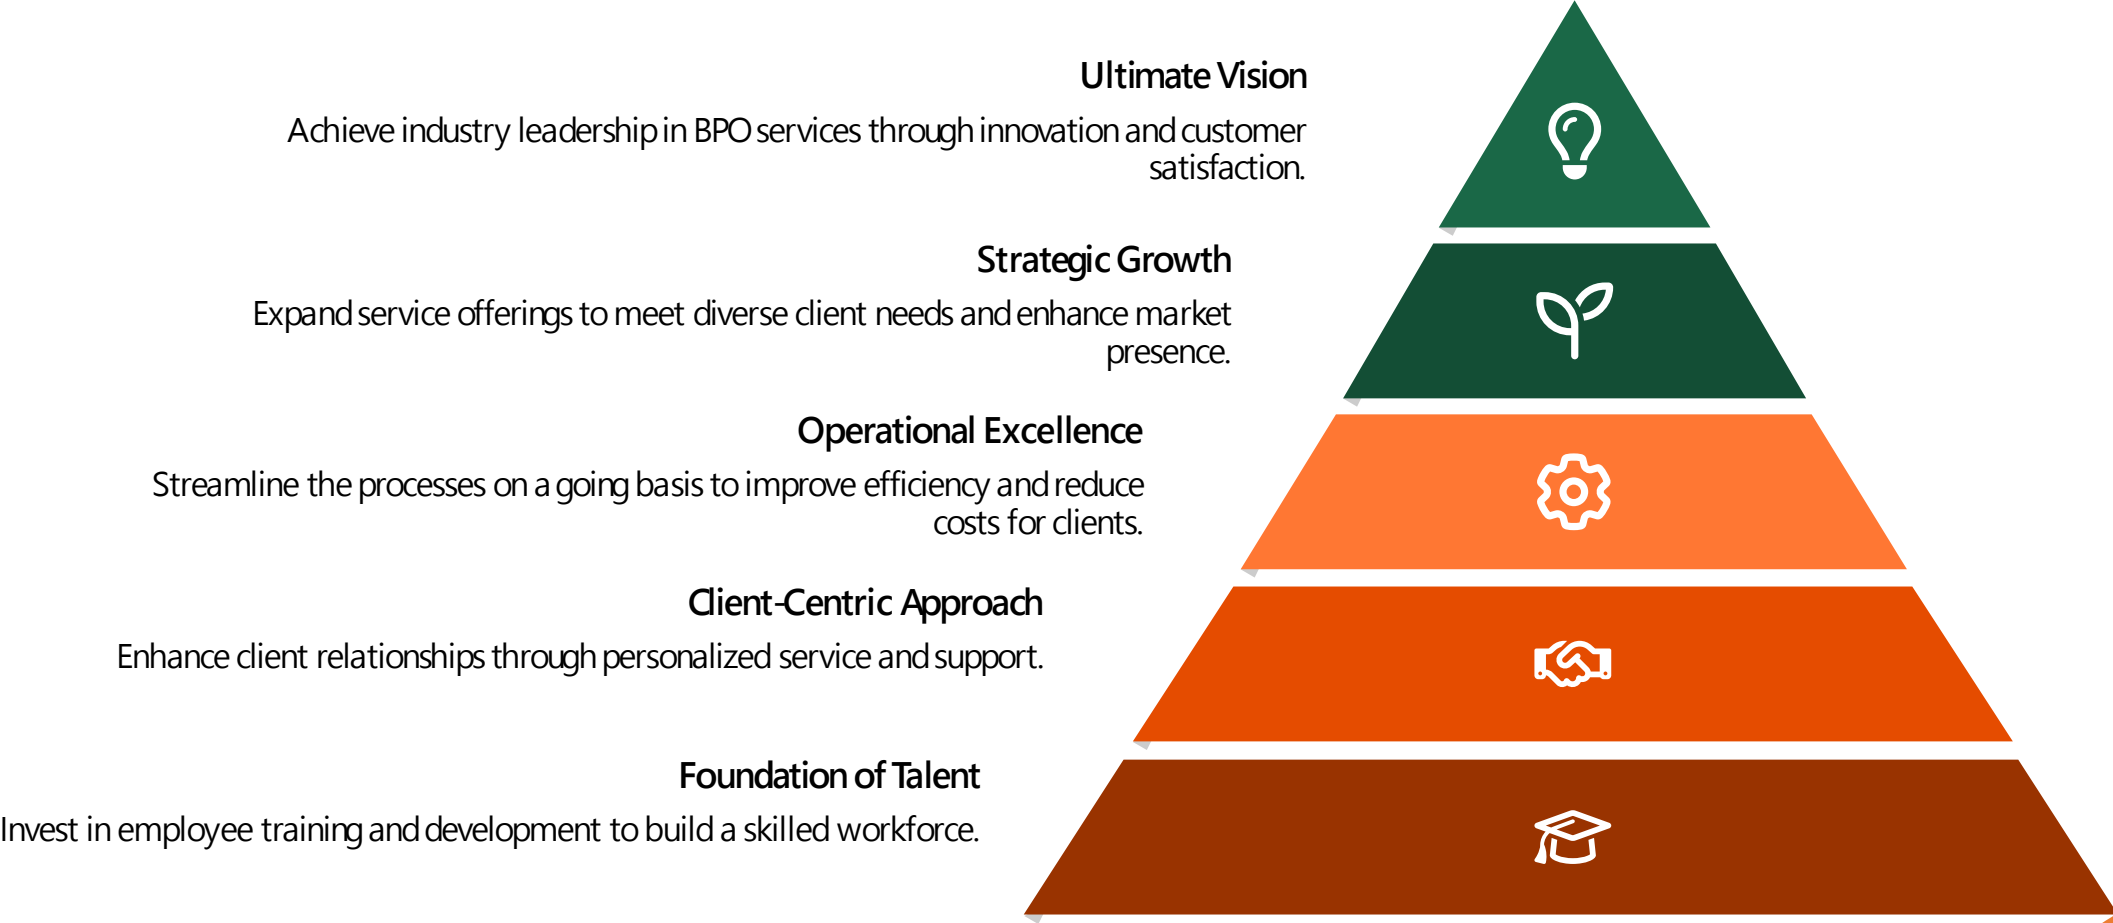 Ultimate Vision
Achieve industry leadership in BPO services through innovation and customer
satisfaction.
Strategic Growth
Expand service offerings to meet diverse client needs and enhance market
presence.
Operational Excellence
Streamline the processes on a going basis to improve efficiency and reduce
costs for clients.
Client-Centric Approach
Enhance client relationships through personalized service and support.
Foundation of Talent
Invest in employee training and development to build a skilled workforce.